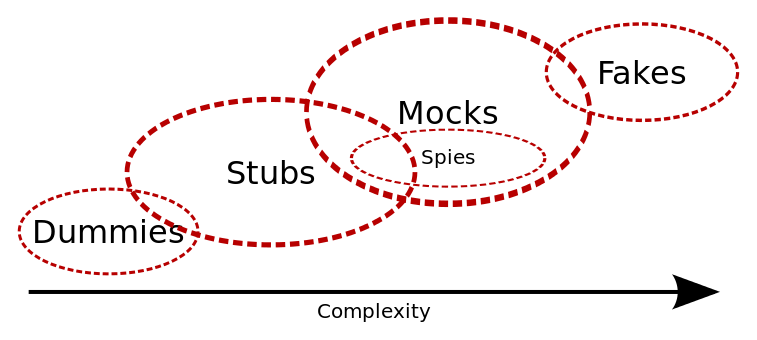 Fakes
Mocks
Spies
Stubs
Dummies
Complexity